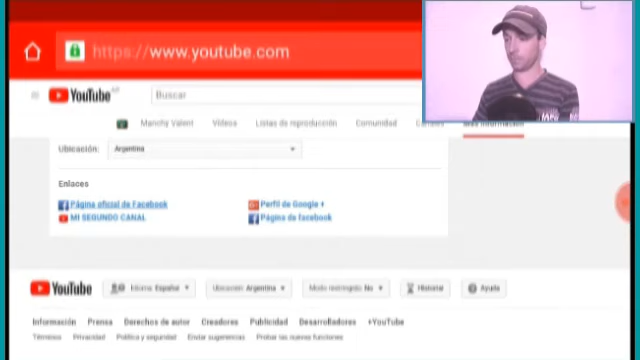 https://www.youtube.com
YouTube AR
Buscar
Manchy Valent Videos Listas de reproducción Comunidad Canales Más información
Ubicación: Argentina
Enlaces
Página oficial de Facebook Perfil de Google +
MI SEGUNDO CANAL Página de facebook
YouTube Idioma: Español Ubicación: Argentina Modo restringido: No Historial Ayuda
Información Prensa Derechos de autor Creadores Publicidad Desarrolladores +YouTube
Términos Privacidad Política y seguridad Enviar sugerencias Probar las nuevas funciones